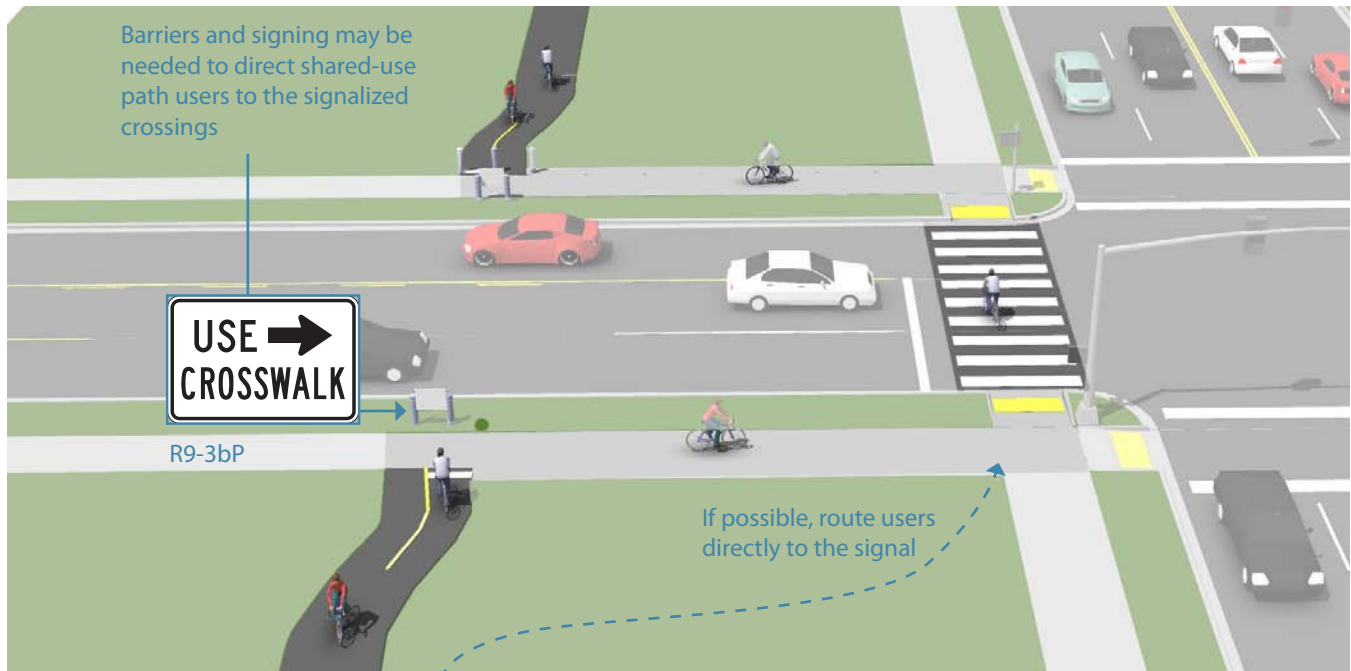 Barriers and signing may be
needed to direct shared-use
path users to the signalized
crossings
USE
CROSSWALK
R9-3bP
If possible, route users
directly to the signal